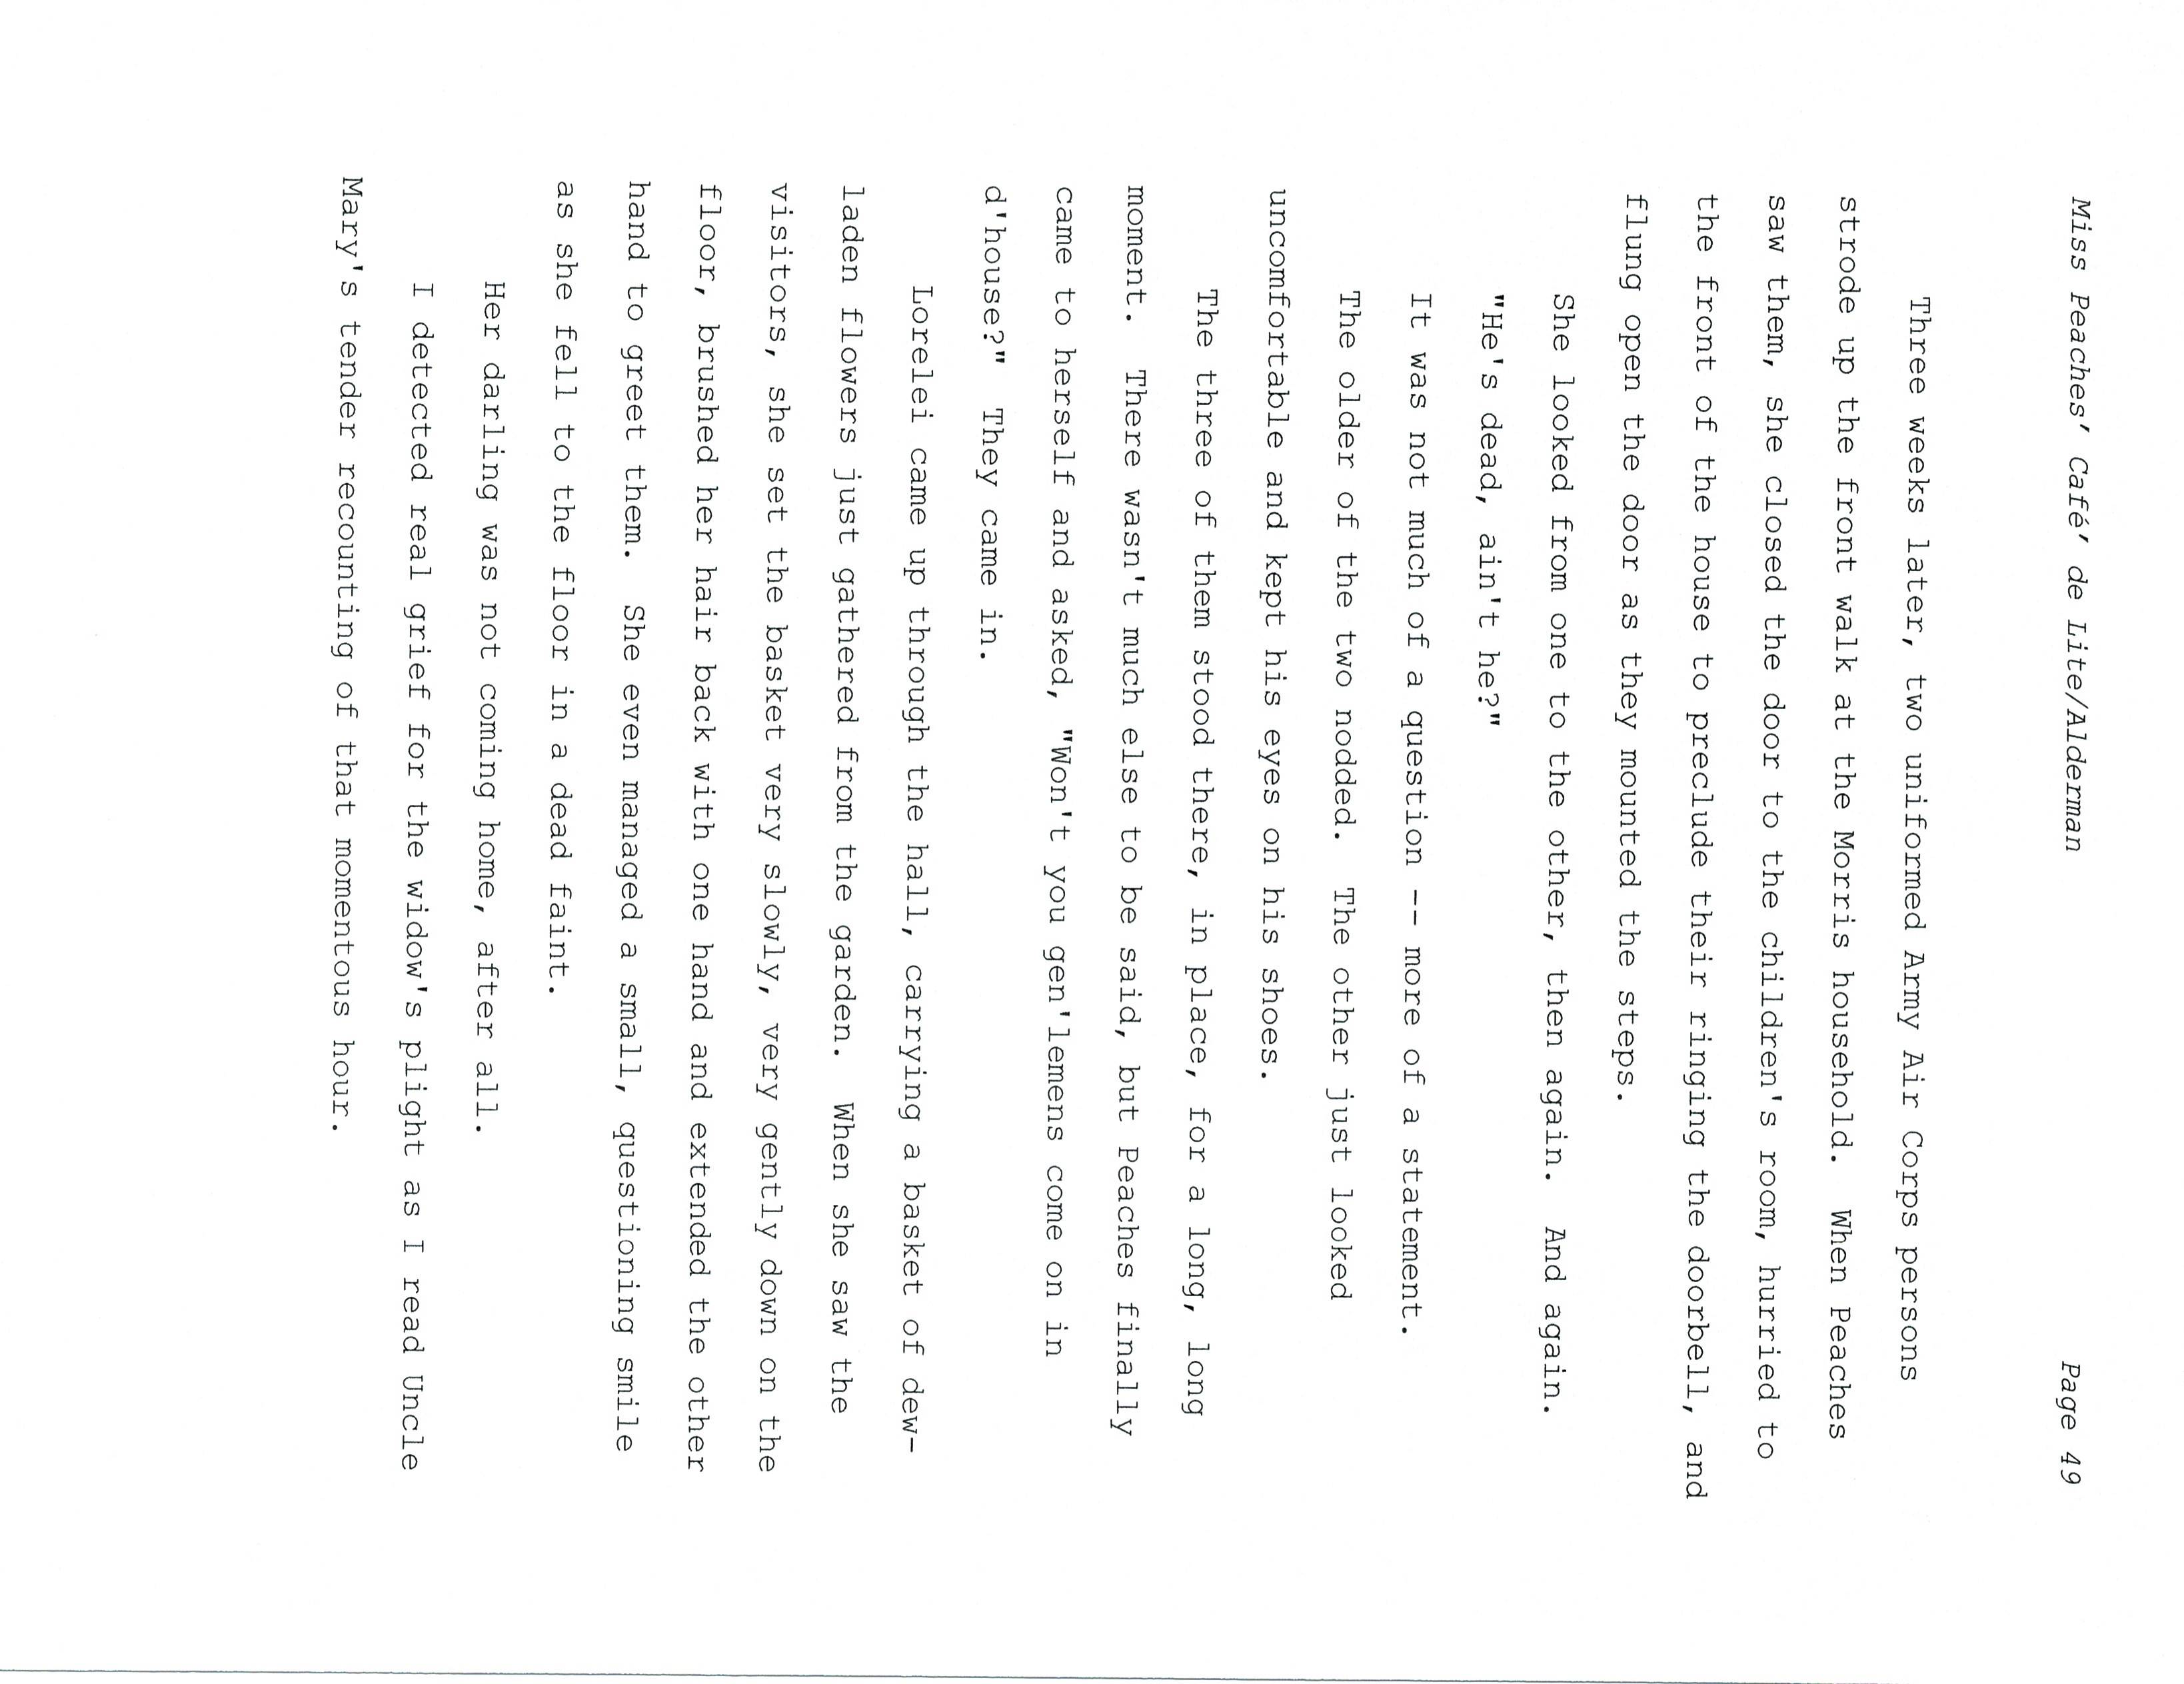 Miss Peaches’ Café’ de Lite/Alderman Page 49
Three weeks later, two uniformed Army Air Corps persons
strode up the front walk at the Morris household.  When Peaches
saw them, she closed the door to the children's room, hurried to
the front of the house to preclude their ringing the doorbell, and
flung open the door as they mounted the steps.
She looked from one to the other, then again.  And again.
"He's dead, ain't he?"
It was not much of a question -- more of a statement.
The older of the two nodded.  The other just looked
uncomfortable and kept his eyes on his shoes.
The three of them stood there, in place, for a long, long
moment.  There wasn't much else to be said, but Peaches finally
came to herself and asked, "Won't you gen'lemens come on in
d'house?"  They came in.
Lorelei came up through the hall, carrying a basket of dew-
laden flowers just gathered from the garden.  When she saw the
visitors, she set the basket very slowly, very gently down on the
floor, brushed her hair back with one hand and extended the other
hand to greet them.  She even managed a small, questioning smile
as she fell to the floor in a dead faint.
Her darling was not coming home, after all.
I detected real grief for the widow's plight as I read Uncle
Mary's tender recounting of that momentous hour.